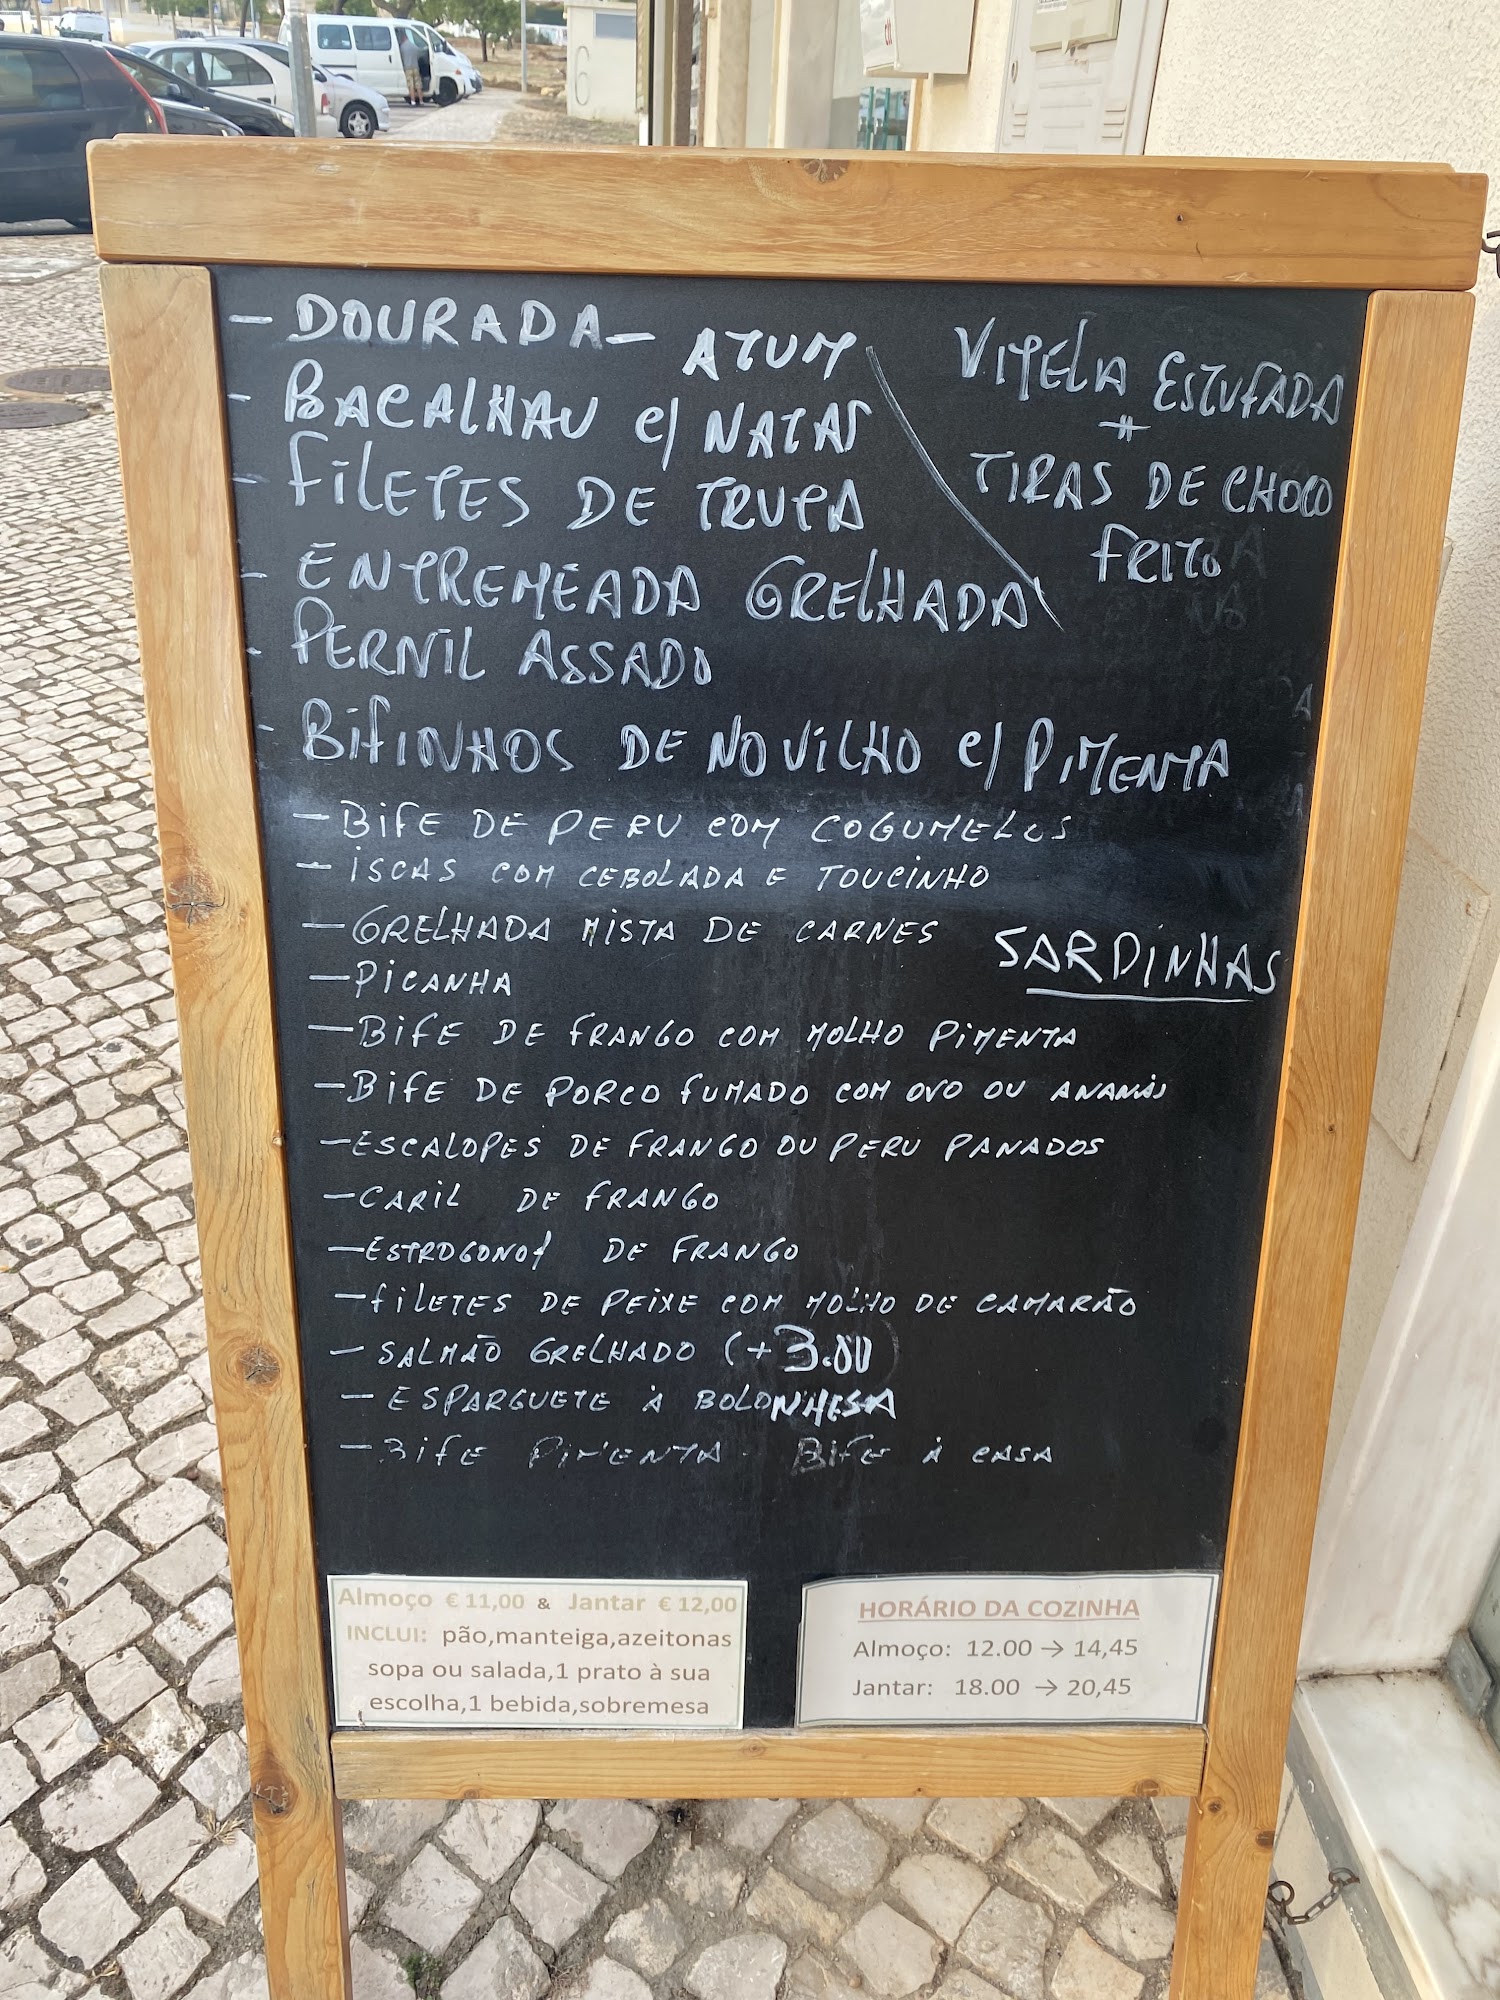 6
- DOURADA - ATUM
- BACALHAU c/ NATAS
- FILETES DE TRUTA
- ENTREMEADA GRELHADA
- PERNIL ASSADO
- BIFINHOS DE NOVILHO c/ PIMENTA
VITELA ESTUFADA
+
TIRAS DE CHOCO
FRITO
- BIFE DE PERU COM COGUMELOS
- ISCAS COM CEBOLADA E TOUCINHO
- GRELHADA MISTA DE CARNES
SARDINHAS
- PICANHA
- BIFE DE FRANGO COM MOLHO PIMENTA
- BIFE DE PORCO FUMADO COM OVO OU ANANÁS
- ESCALOPES DE FRANGO OU PERU PANADOS
- CARIL DE FRANGO
- ESTROGONOF DE FRANGO
- FILETES DE PEIXE COM MOLHO DE CAMARÃO
- SALMÃO GRELHADO (+ 3.00)
- ESPARGUETE À BOLONHESA
- BIFE PIMENTA - BIFE À CASA
Almoço € 11,00 & Jantar € 12,00
INCLUI: pão,manteiga,azeitonas
sopa ou salada,1 prato à sua
escolha,1 bebida,sobremesa
HORÁRIO DA COZINHA
Almoço: 12.00 → 14,45
Jantar: 18.00 → 20,45